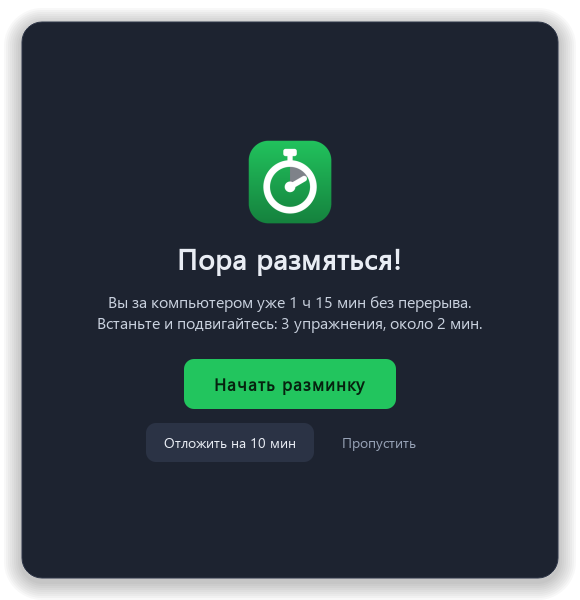 Пора размяться!
Вы за компьютером уже 1 ч 15 мин без перерыва.
Встаньте и подвигайтесь: 3 упражнения, около 2 мин.
Начать разминку
Отложить на 10 мин
Пропустить